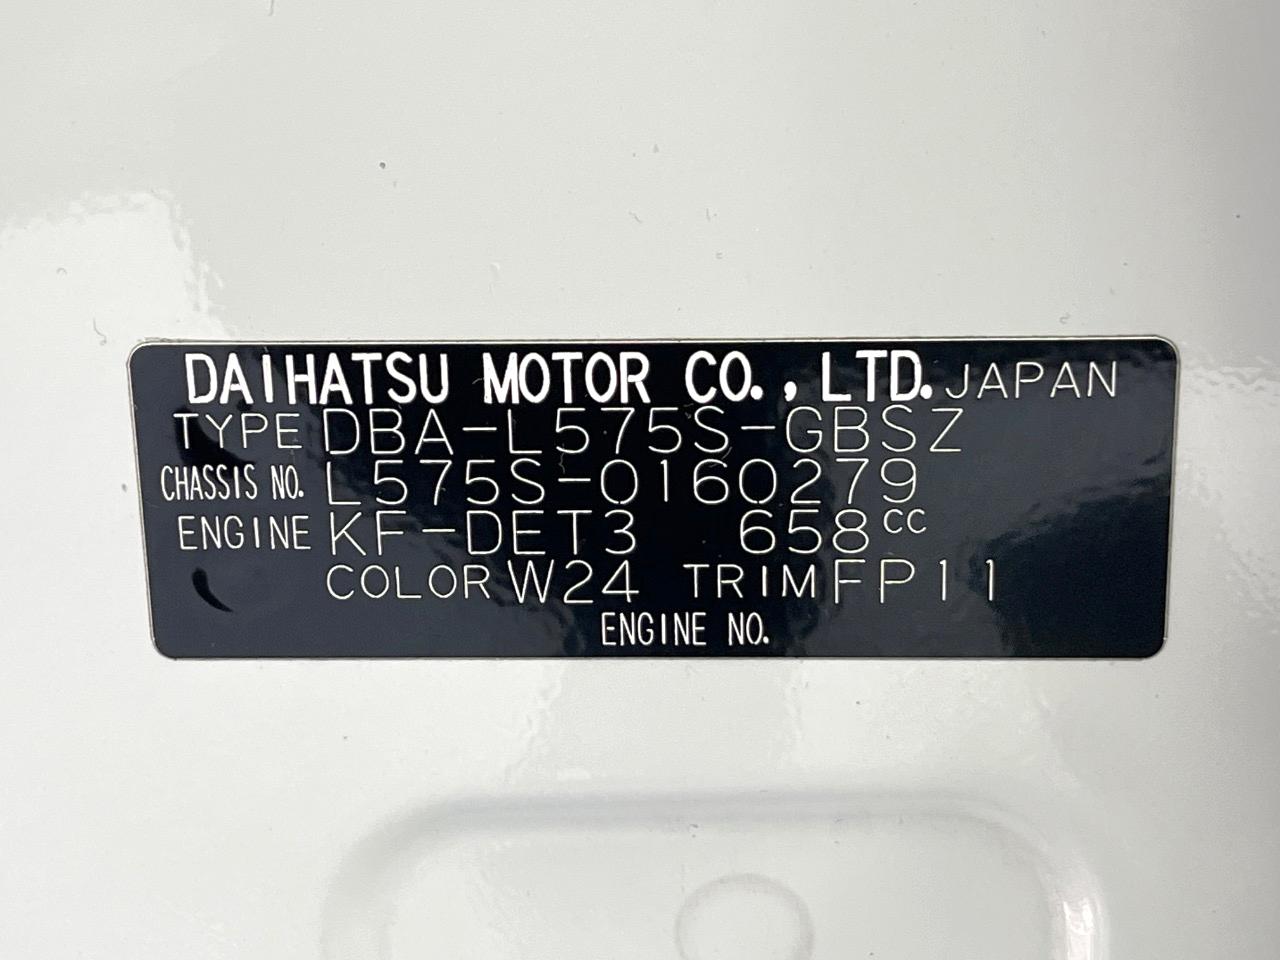 DAIHATSU MOTOR CO., LTD. JAPAN
TYPE DBA-L575S-GBSZ
CHASSIS NO. L575S-0160279
ENGINE KF-DET3 658cc
COLOR W24 TRIM FP11
ENGINE NO.